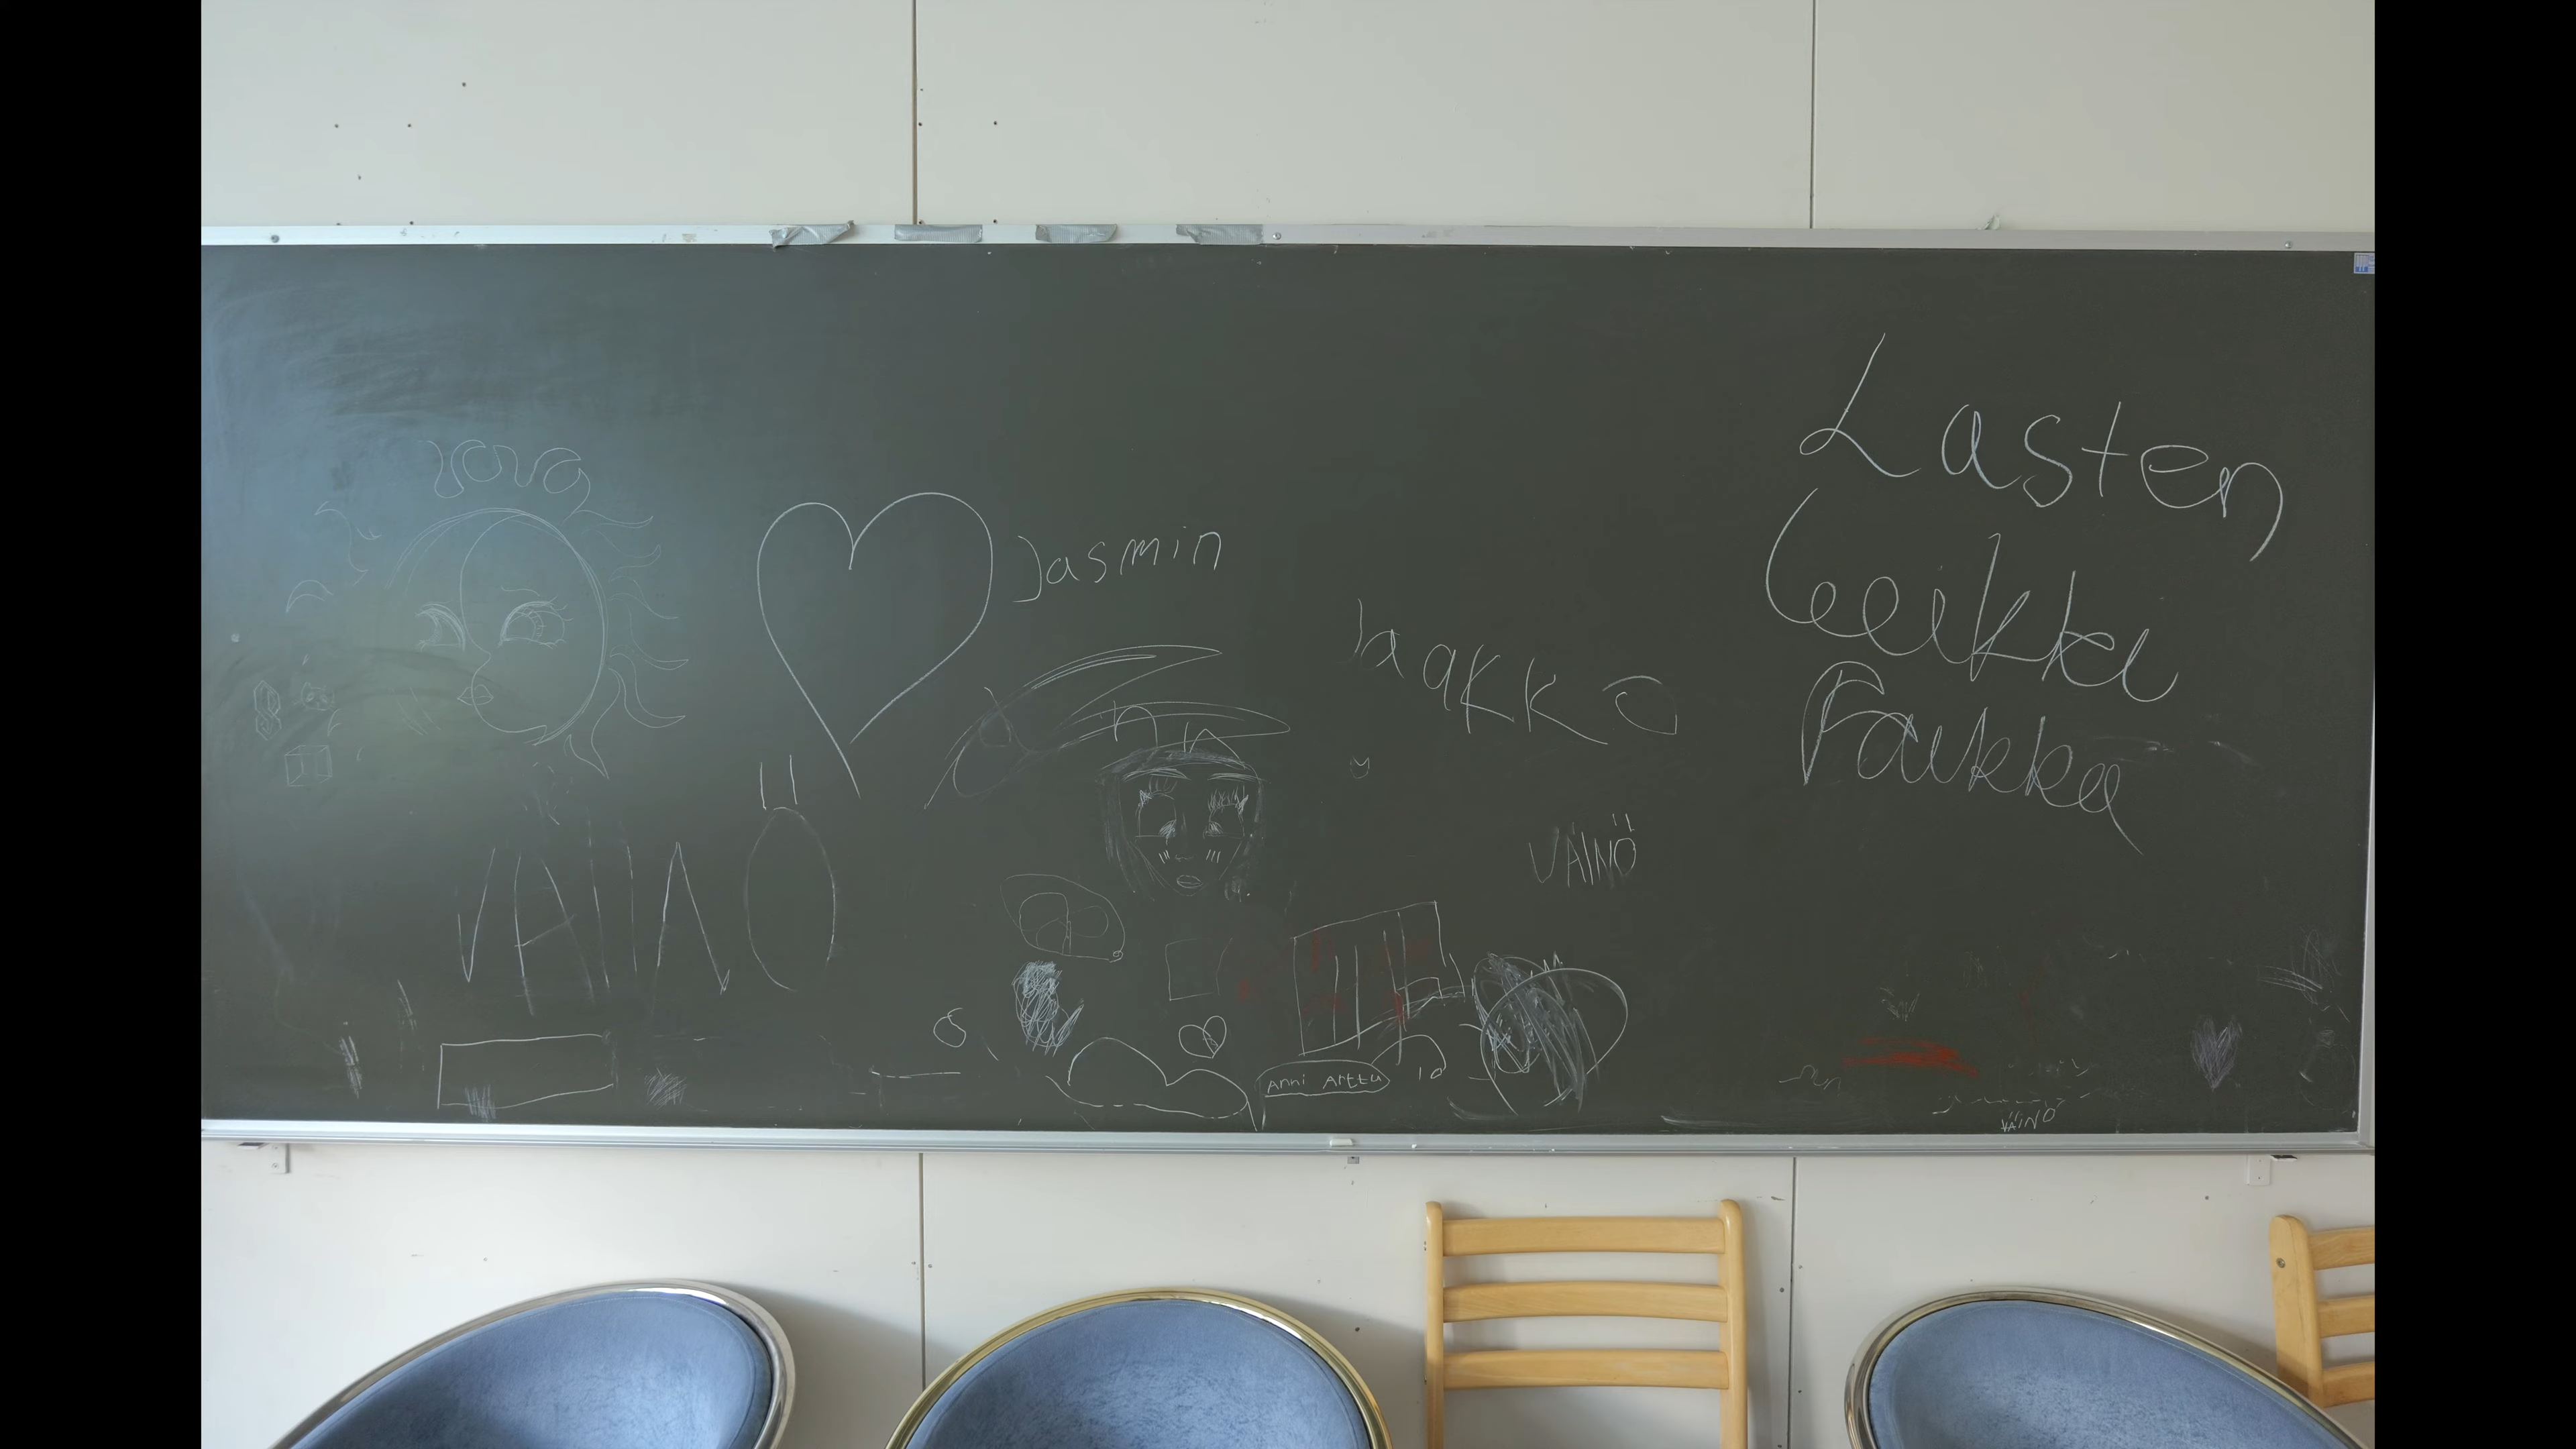 Jasmin
Jaakko
Lasten
Leikki
Paikka
VÄINÖ
VÄINÖ
Anni Arttu
VÄINÖ